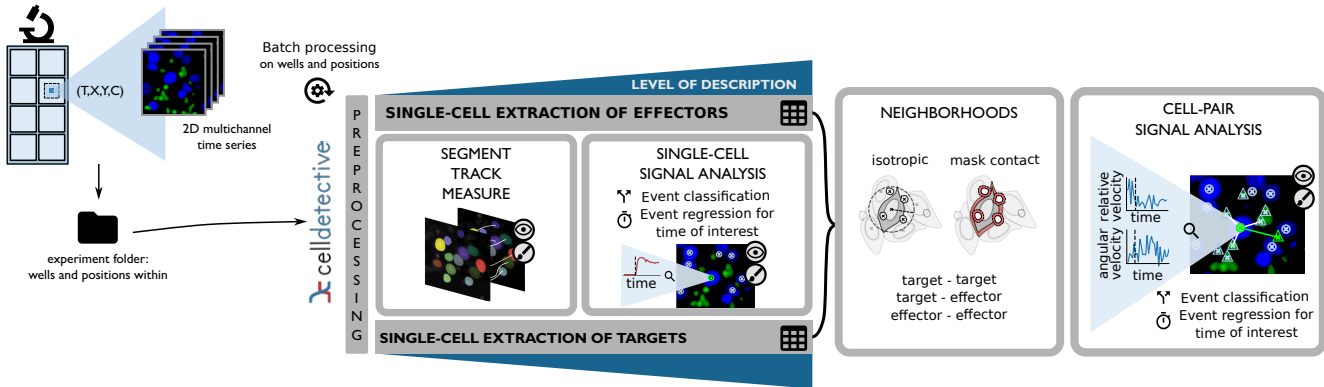 (T,X,Y,C)
2D multichannel
time series
experiment folder:
wells and positions within
Batch processing
on wells and positions
celldetective
PREPROCESSING
LEVEL OF DESCRIPTION
SINGLE-CELL EXTRACTION OF EFFECTORS
SEGMENT
TRACK
MEASURE
SINGLE-CELL
SIGNAL ANALYSIS
Event classification
Event regression for
time of interest
time
SINGLE-CELL EXTRACTION OF TARGETS
NEIGHBORHOODS
isotropic
mask contact
target - target
target - effector
effector - effector
CELL-PAIR
SIGNAL ANALYSIS
relative
velocity
time
angular
velocity
time
Event classification
Event regression for
time of interest